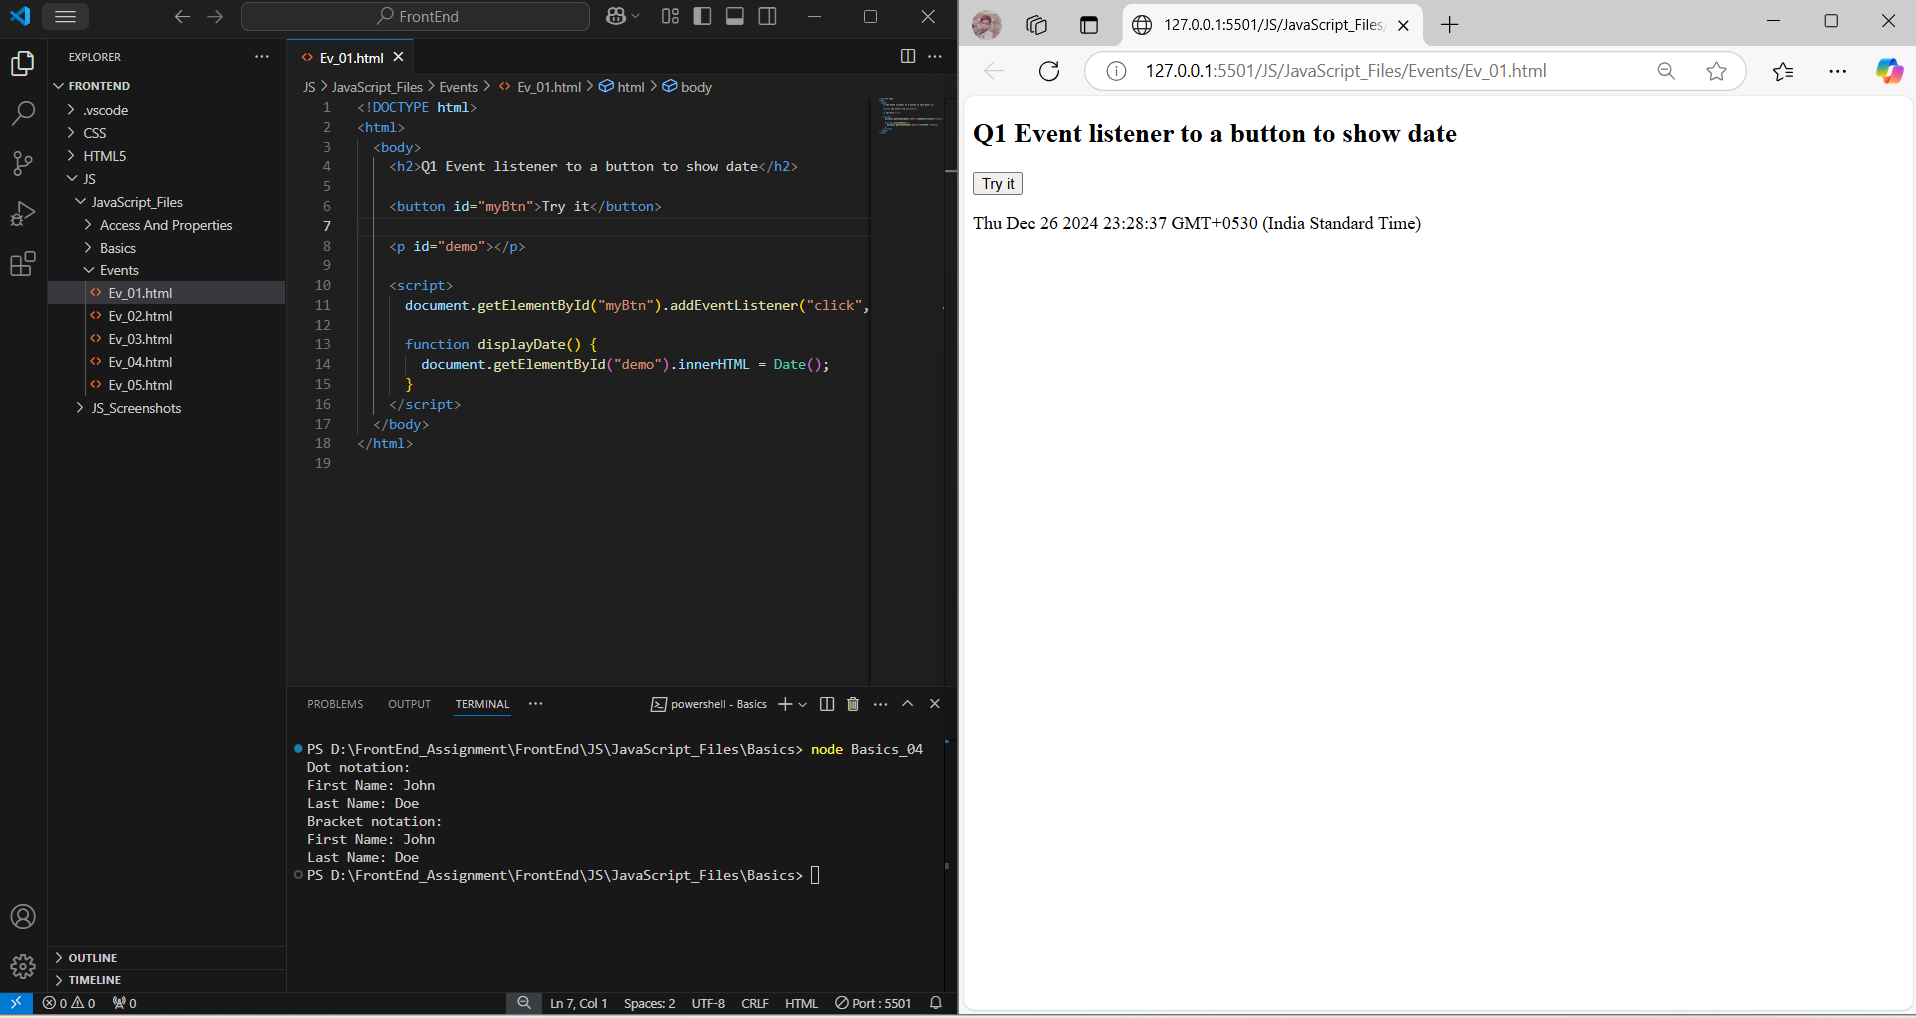 FrontEnd
EXPLORER
FRONTEND
.vscode
CSS
HTML5
JS
JavaScript_Files
Access And Properties
Basics
Events
Ev_01.html
Ev_02.html
Ev_03.html
Ev_04.html
Ev_05.html
JS_Screenshots
OUTLINE
TIMELINE
Ev_01.html
JS > JavaScript_Files > Events > Ev_01.html > html > body
1 <!DOCTYPE html>
2 <html>
3 <body>
4 <h2>Q1 Event listener to a button to show date</h2>
5
6 <button id="myBtn">Try it</button>
7
8 <p id="demo"></p>
9
10 <script>
11 document.getElementById("myBtn").addEventListener("click",
12
13 function displayDate() {
14 document.getElementById("demo").innerHTML = Date();
15 }
16 </script>
17 </body>
18 </html>
19
PROBLEMS OUTPUT TERMINAL
powershell - Basics
PS D:\FrontEnd_Assignment\FrontEnd\JS\JavaScript_Files\Basics> node Basics_04
Dot notation:
First Name: John
Last Name: Doe
Bracket notation:
First Name: John
Last Name: Doe
PS D:\FrontEnd_Assignment\FrontEnd\JS\JavaScript_Files\Basics>
0 0 0 Ln 7, Col 1 Spaces: 2 UTF-8 CRLF HTML Port : 5501
127.0.0.1:5501/JS/JavaScript_Files/
127.0.0.1:5501/JS/JavaScript_Files/Events/Ev_01.html
Q1 Event listener to a button to show date
Try it
Thu Dec 26 2024 23:28:37 GMT+0530 (India Standard Time)